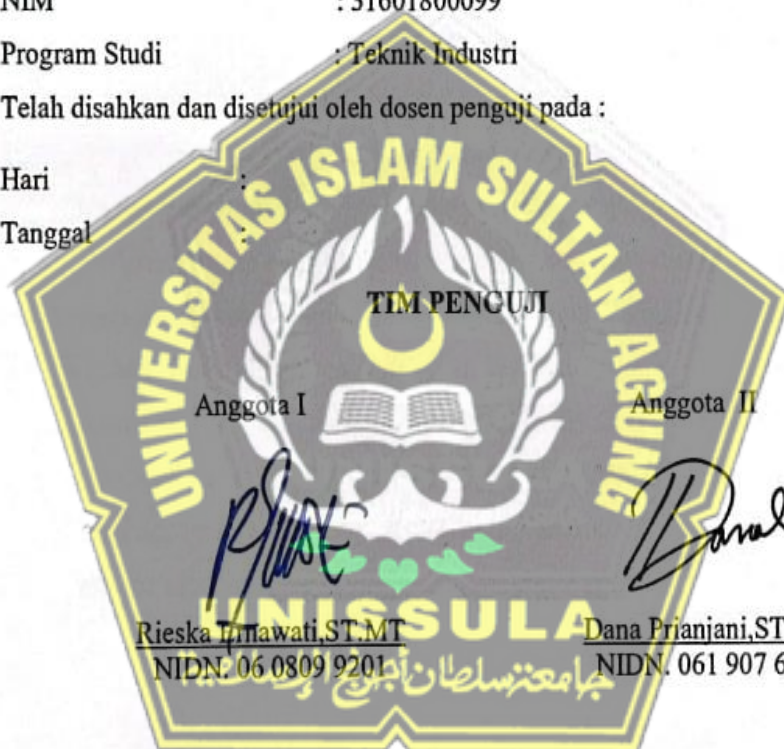 NIM : 31601800099
Program Studi : Teknik Industri
Telah disahkan dan disetujui oleh dosen penguji pada :
Hari :
Tanggal :
UNIVERSITAS ISLAM SULTAN AGUNG
TIM PENGUJI
Anggota I Anggota II
UNISSULA
Rieska Ernawati,ST.MT Dana Prianjani,ST
NIDN. 06 0809 9201 NIDN. 061 907 6
جامعة سلطان أجونج الإسلامية